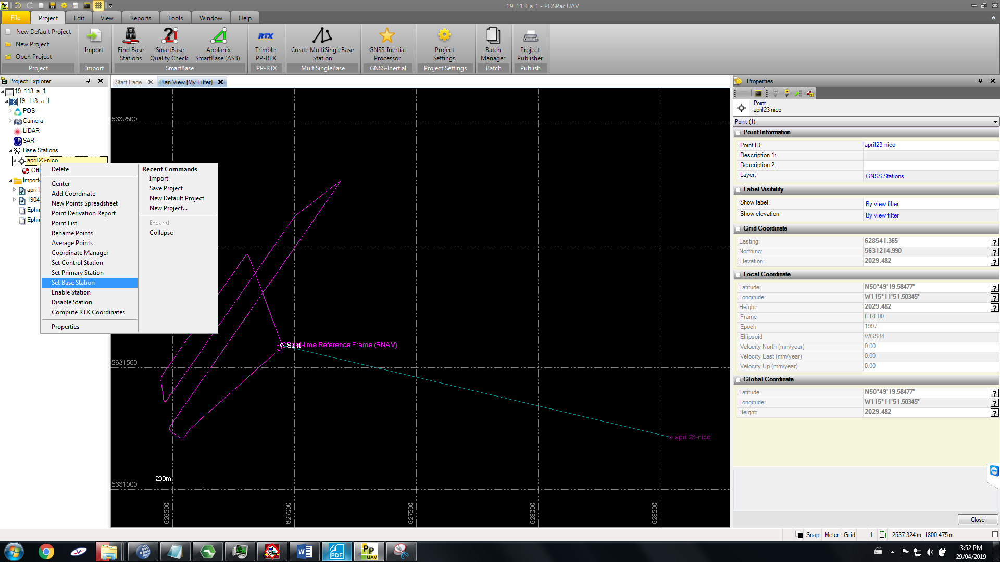 19_113_a_1 - POSPac UAV
File
Project
Edit
View
Reports
Tools
Window
Help
New Default Project
New Project
Open Project
Project
Import
Import
Find Base
Stations
SmartBase
Quality Check
Applanix
SmartBase (ASB)
SmartBase
RTX
Trimble
PP-RTX
PP-RTX
Create MultiSingleBase
Station
MultiSingleBase
GNSS-Inertial
Processor
GNSS-Inertial
Project
Settings
Project Settings
Batch
Manager
Batch
Project
Publisher
Publish
Project Explorer
19_113_a_1
19_113_a_1
POS
Camera
LiDAR
SAR
Base Stations
april23-nico
Offi
Importe
apri1
1904
Ephm
Ephm
Delete
Center
Add Coordinate
New Points Spreadsheet
Point Derivation Report
Point List
Rename Points
Average Points
Coordinate Manager
Set Control Station
Set Primary Station
Set Base Station
Enable Station
Disable Station
Compute RTX Coordinates
Properties
Recent Commands
Import
Save Project
New Default Project
New Project...
Expand
Collapse
Start Page
Plan View [My Filter]
5632500
5631500
5631000
626500
627000
627500
628000
628500
Start
-time Reference Frame (RNAV)
april23-nico
200m
Properties
Point
april23-nico
Point (1)
Point Information
Point ID: april23-nico
Description 1:
Description 2:
Layer: GNSS Stations
Label Visibility
Show label: By view filter
Show elevation: By view filter
Grid Coordinate
Easting: 628541.365
Northing: 5631214.990
Elevation: 2029.482
Local Coordinate
Latitude: N50°49'19.58477"
Longitude: W115°11'51.50345"
Height: 2029.482
Frame ITRF00
Epoch 1997
Ellipsoid WGS84
Velocity North (mm/year) 0.00
Velocity East (mm/year) 0.00
Velocity Up (mm/year) 0.00
Global Coordinate
Latitude: N50°49'19.58477"
Longitude: W115°11'51.50345"
Height: 2029.482
Close
Snap Meter Grid 1 2537.324 m, 1800.475 m
PDF
Pp
UAV
3:52 PM
29/04/2019